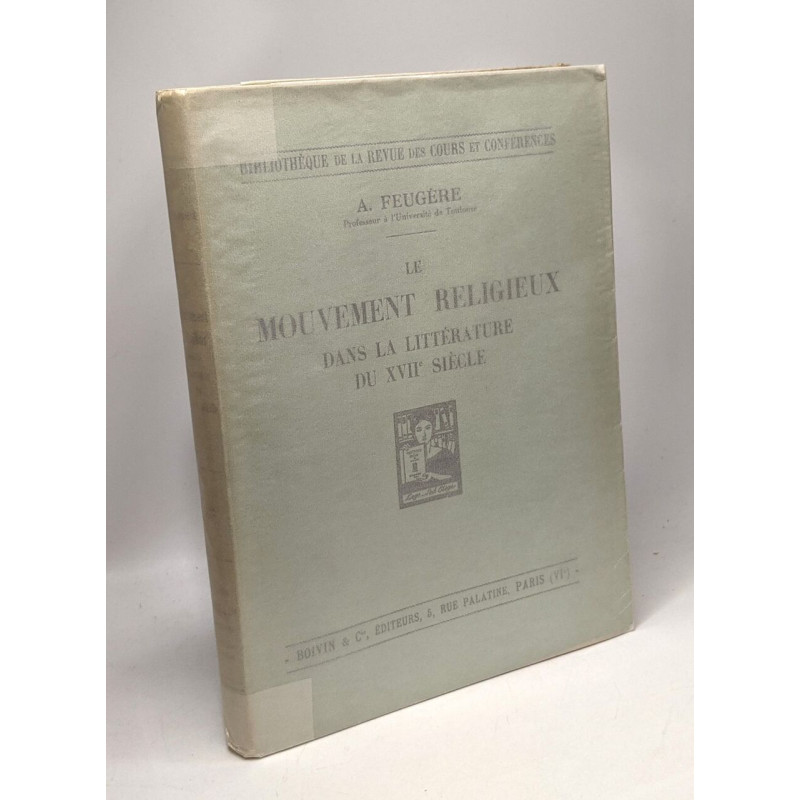 BIBLIOTHÈQUE DE LA REVUE DES COURS ET CONFÉRENCES
A. FEUGÈRE
Professeur à l'Université de Toulouse
LE
MOUVEMENT RELIGIEUX
DANS LA LITTÉRATURE
DU XVIIe SIÈCLE
- BOIVIN & Cie, ÉDITEURS, 5, RUE PALATINE, PARIS (VIe) -